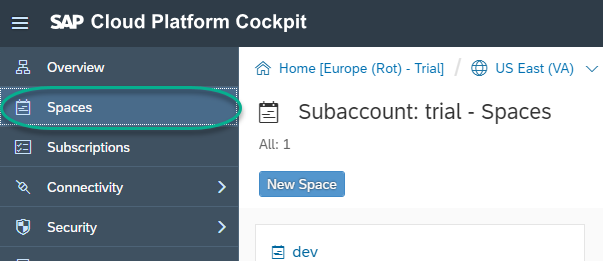 SAP Cloud Platform Cockpit
Overview
Spaces
Subscriptions
Connectivity
Security
Home [Europe (Rot) - Trial] / US East (VA)
Subaccount: trial - Spaces
All: 1
New Space
dev